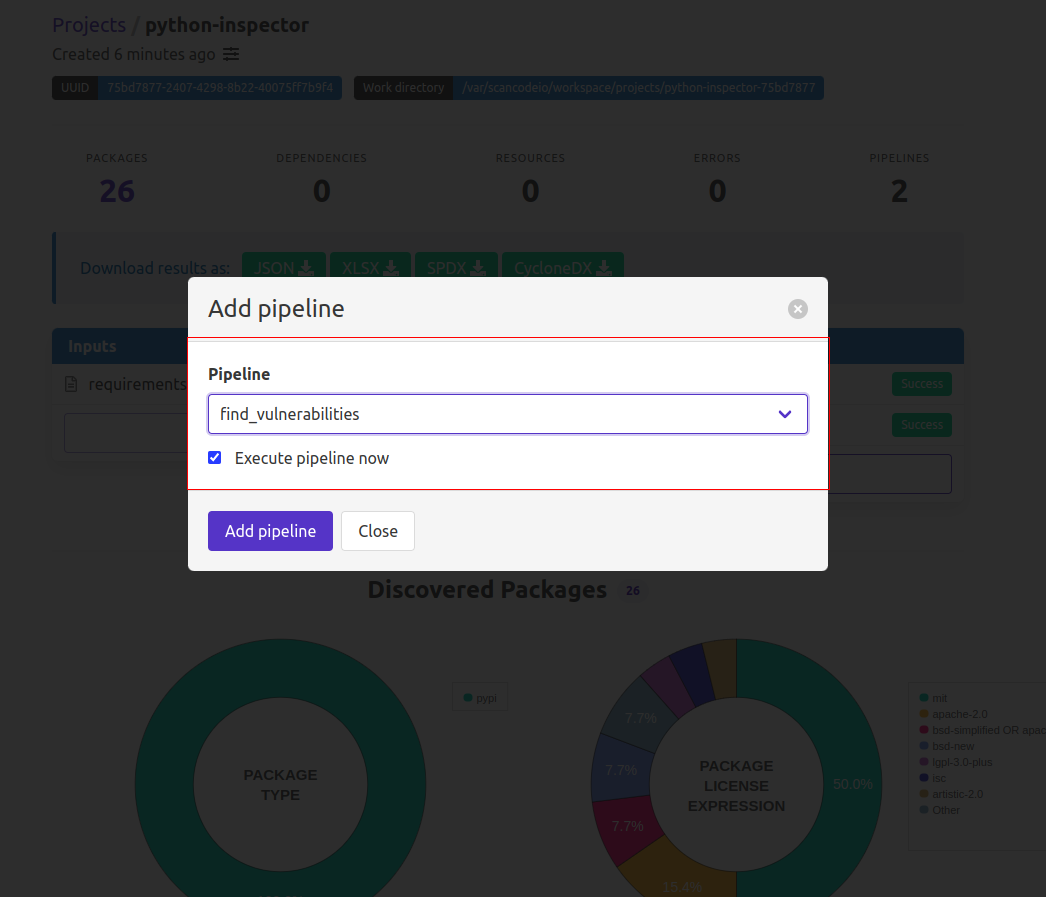 Projects / python-inspector
Created 6 minutes ago
UUID 75bd7877-2407-4298-8b22-40075ff7b9f4 Work directory /var/scancodeio/workspace/projects/python-inspector-75bd7877
PACKAGES DEPENDENCIES RESOURCES ERRORS PIPELINES
26 0 0 0 2
Download results as: JSON XLSX SPDX CycloneDX
Add pipeline
Inputs
Pipeline
requirements
Success
find_vulnerabilities
Success
Execute pipeline now
Add pipeline Close
Discovered Packages 26
pypi
PACKAGE
TYPE
7.7%
7.7%
7.7%
15.4%
50.0%
PACKAGE
LICENSE
EXPRESSION
mit
apache-2.0
bsd-simplified OR apac
bsd-new
lgpl-3.0-plus
isc
artistic-2.0
Other